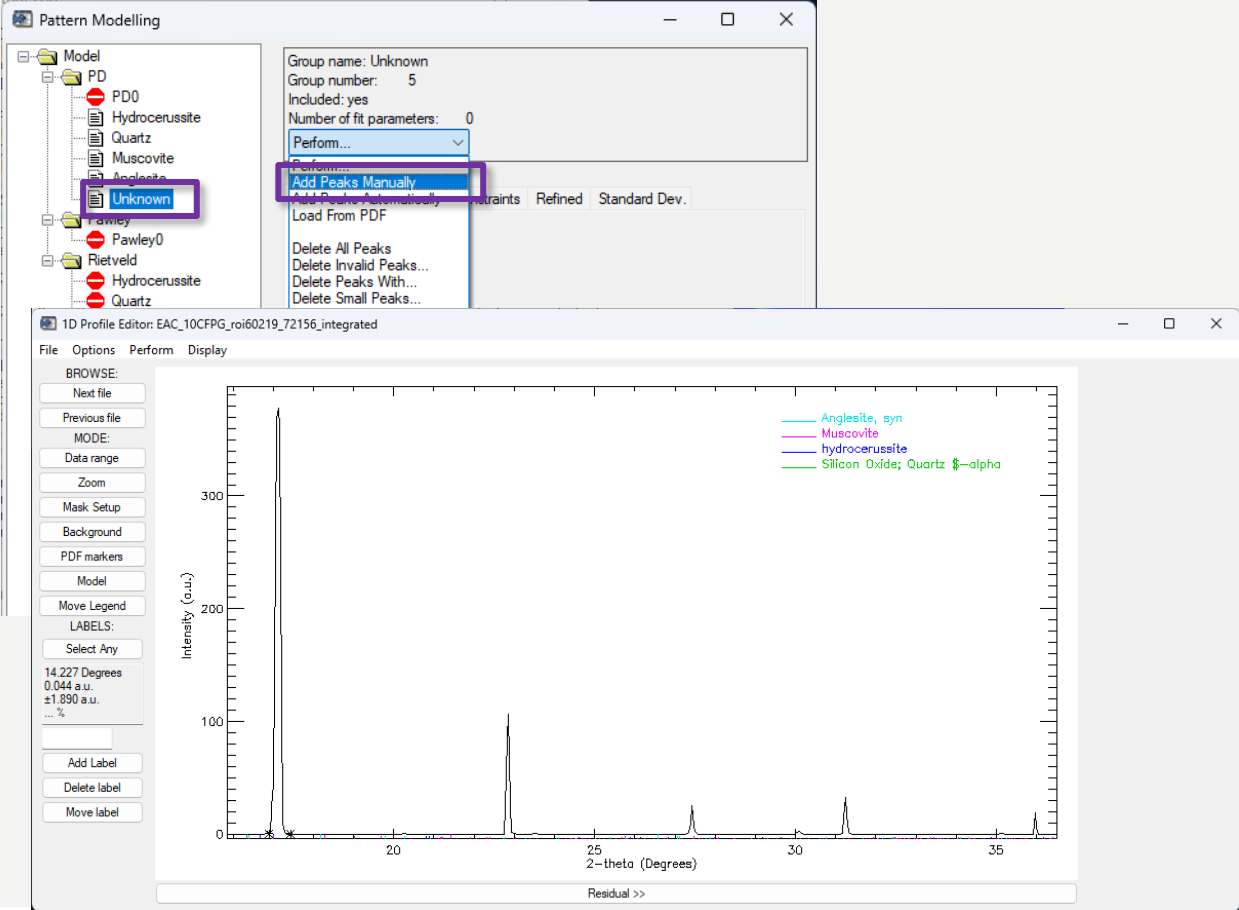 Pattern Modelling
Model
PD
PD0
Hydrocerussite
Quartz
Muscovite
Anglesite
Unknown
Pawley
Pawley0
Rietveld
Hydrocerussite
Quartz
Group name: Unknown
Group number: 5
Included: yes
Number of fit parameters: 0
Perform...
Perform...
Add Peaks Manually
Add Peaks Automatically
Load From PDF
Delete All Peaks
Delete Invalid Peaks...
Delete Peaks With...
Delete Small Peaks...
straints Refined Standard Dev.
1D Profile Editor: EAC_10CFPG_roi60219_72156_integrated
File Options Perform Display
BROWSE:
Next file
Previous file
MODE:
Data range
Zoom
Mask Setup
Background
PDF markers
Model
Move Legend
LABELS:
Select Any
14.227 Degrees
0.044 a.u.
±1.890 a.u.
... %
Add Label
Delete label
Move label
Anglesite, syn
Muscovite
hydrocerussite
Silicon Oxide; Quartz $-alpha
Intensity (a.u.)
300
200
100
0
20 25 30 35
2-theta (Degrees)
Residual >>